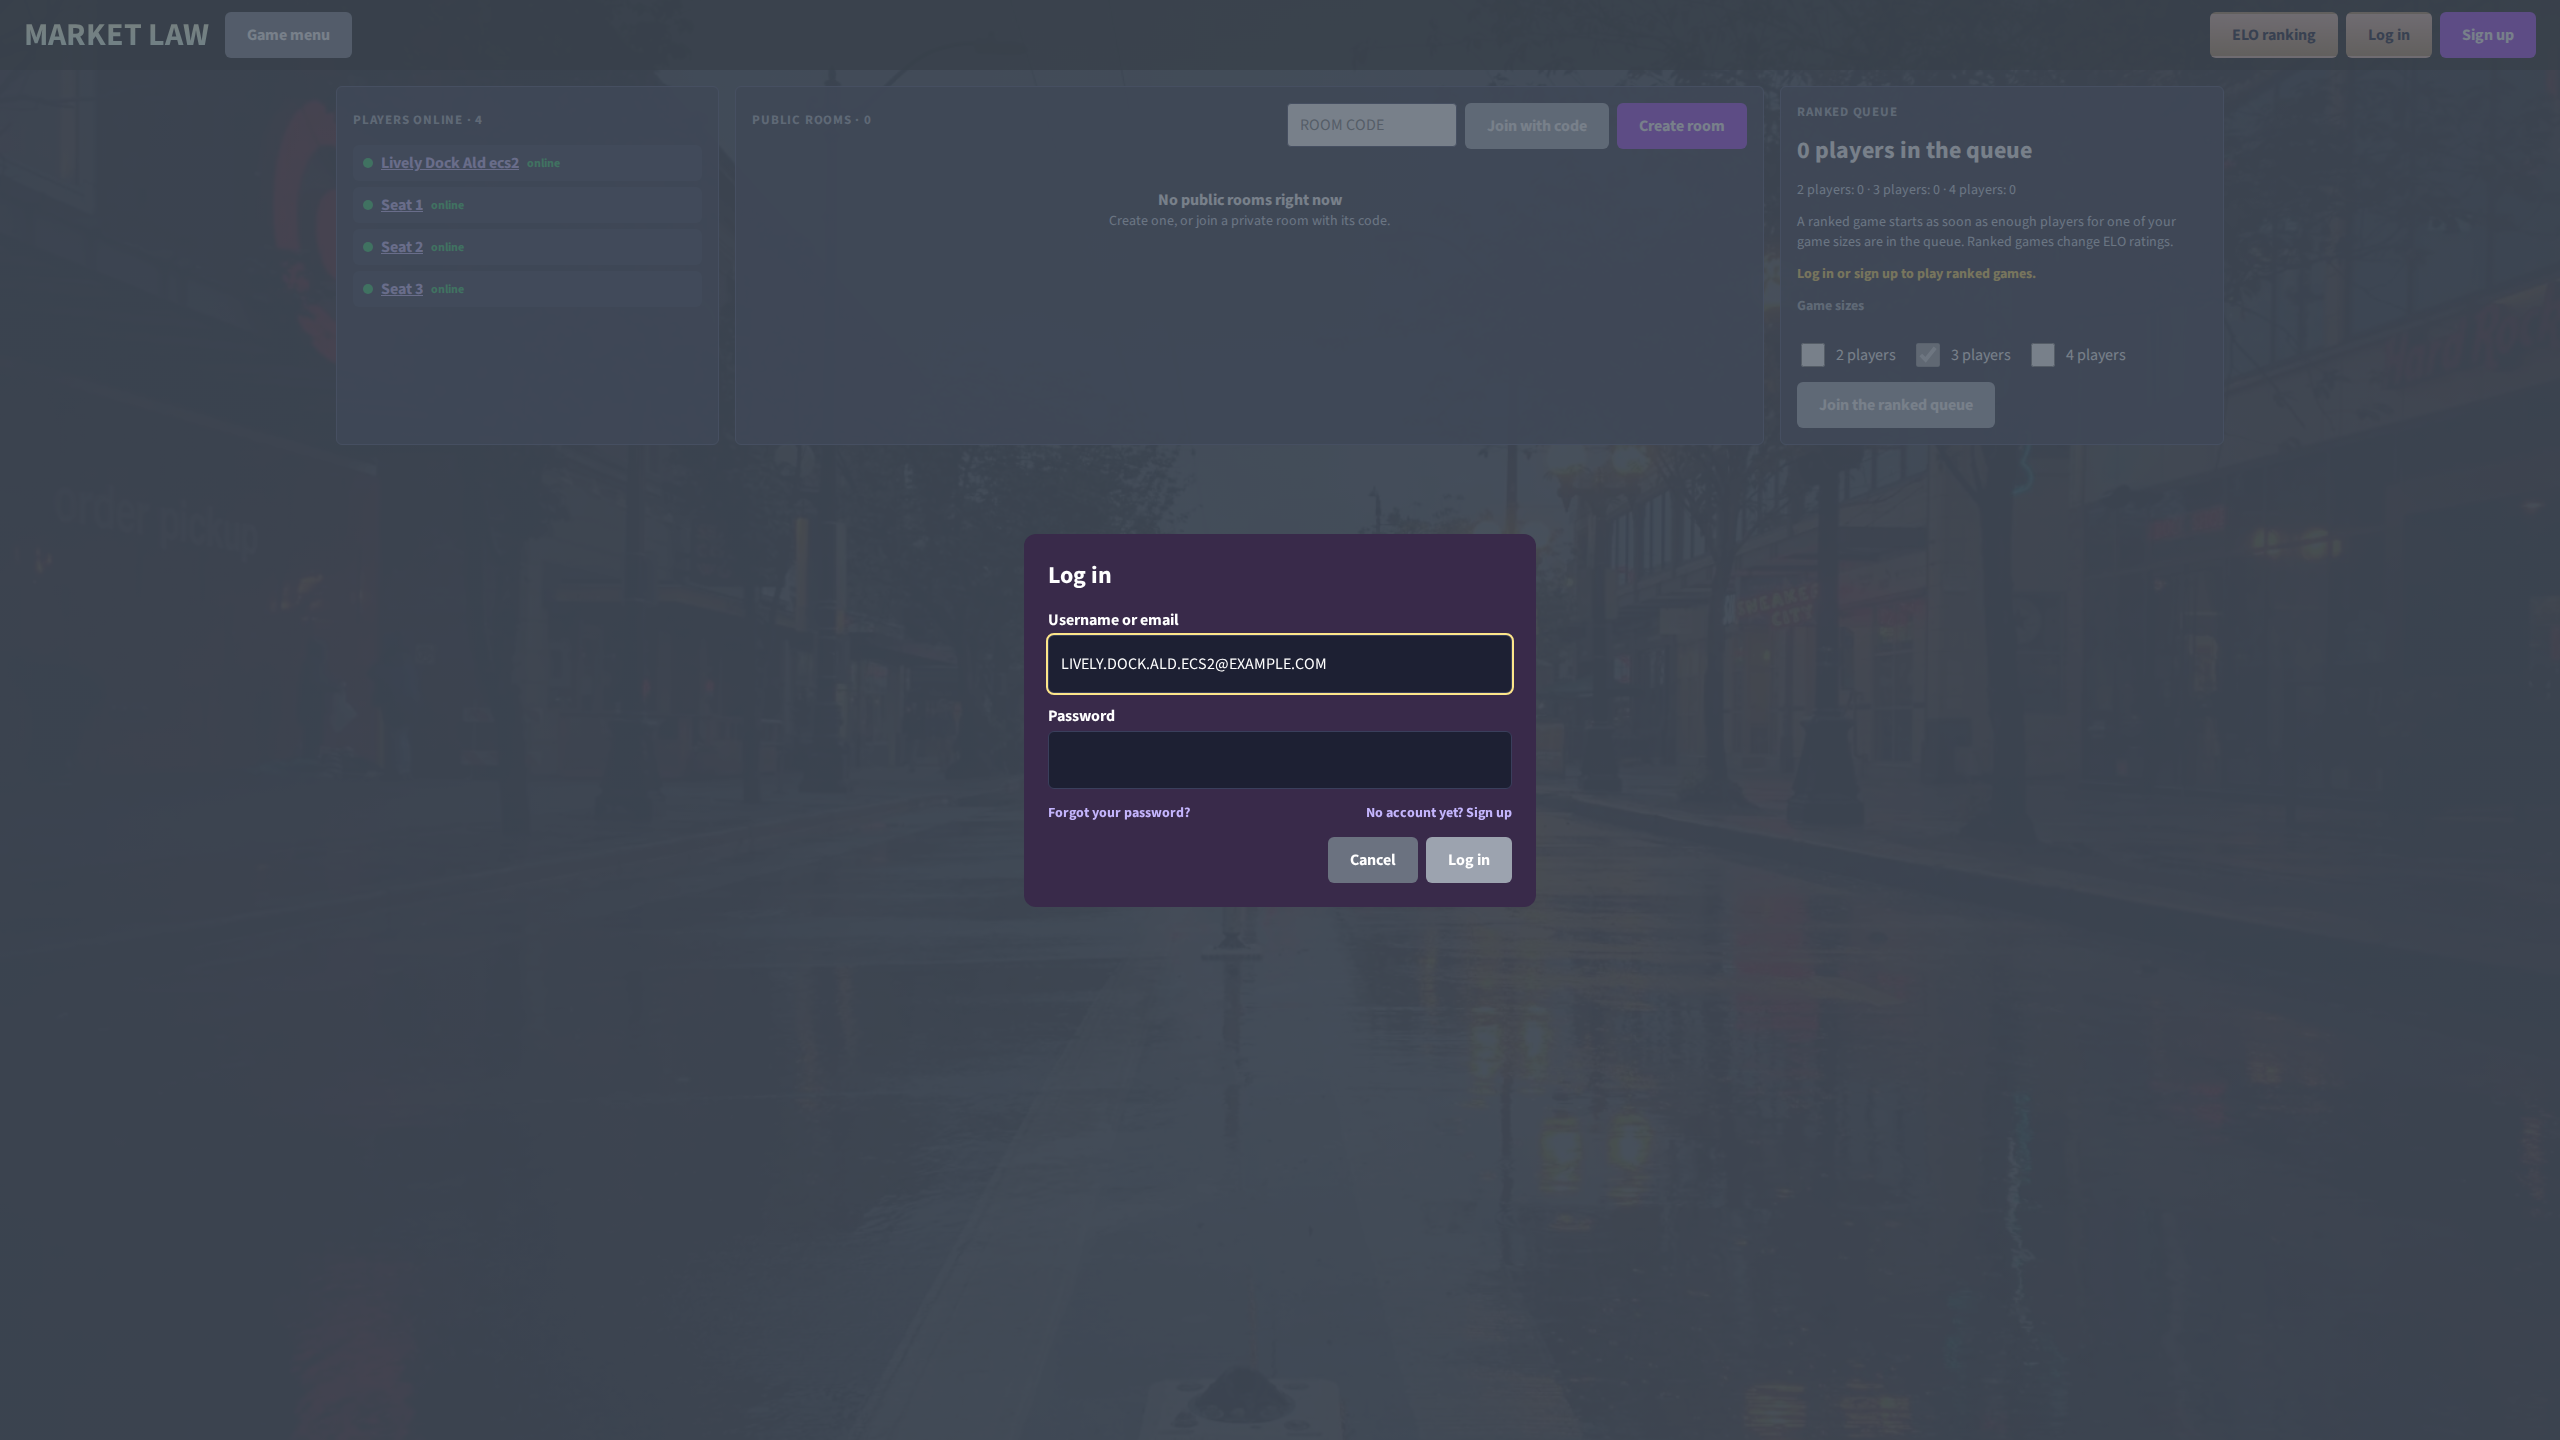 MARKET LAW
Game menu
ELO ranking
Log in
Sign up
PLAYERS ONLINE · 4
Lively Dock Ald ecs2 online
Seat 1 online
Seat 2 online
Seat 3 online
PUBLIC ROOMS · 0
ROOM CODE
Join with code
Create room
No public rooms right now
Create one, or join a private room with its code.
RANKED QUEUE
0 players in the queue
2 players: 0 · 3 players: 0 · 4 players: 0
A ranked game starts as soon as enough players for one of your
game sizes are in the queue. Ranked games change ELO ratings.
Log in or sign up to play ranked games.
Game sizes
2 players
3 players
4 players
Join the ranked queue
order pickup
SNEAKER
CITY
Log in
Username or email
LIVELY.DOCK.ALD.ECS2@EXAMPLE.COM
Password
Forgot your password?
No account yet? Sign up
Cancel
Log in